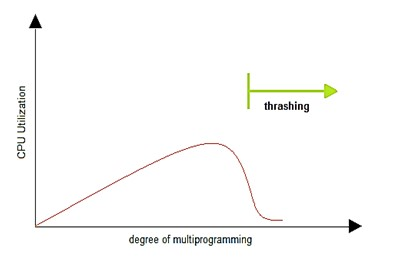 thrashing
CPU Utilization
degree of multiprogramming